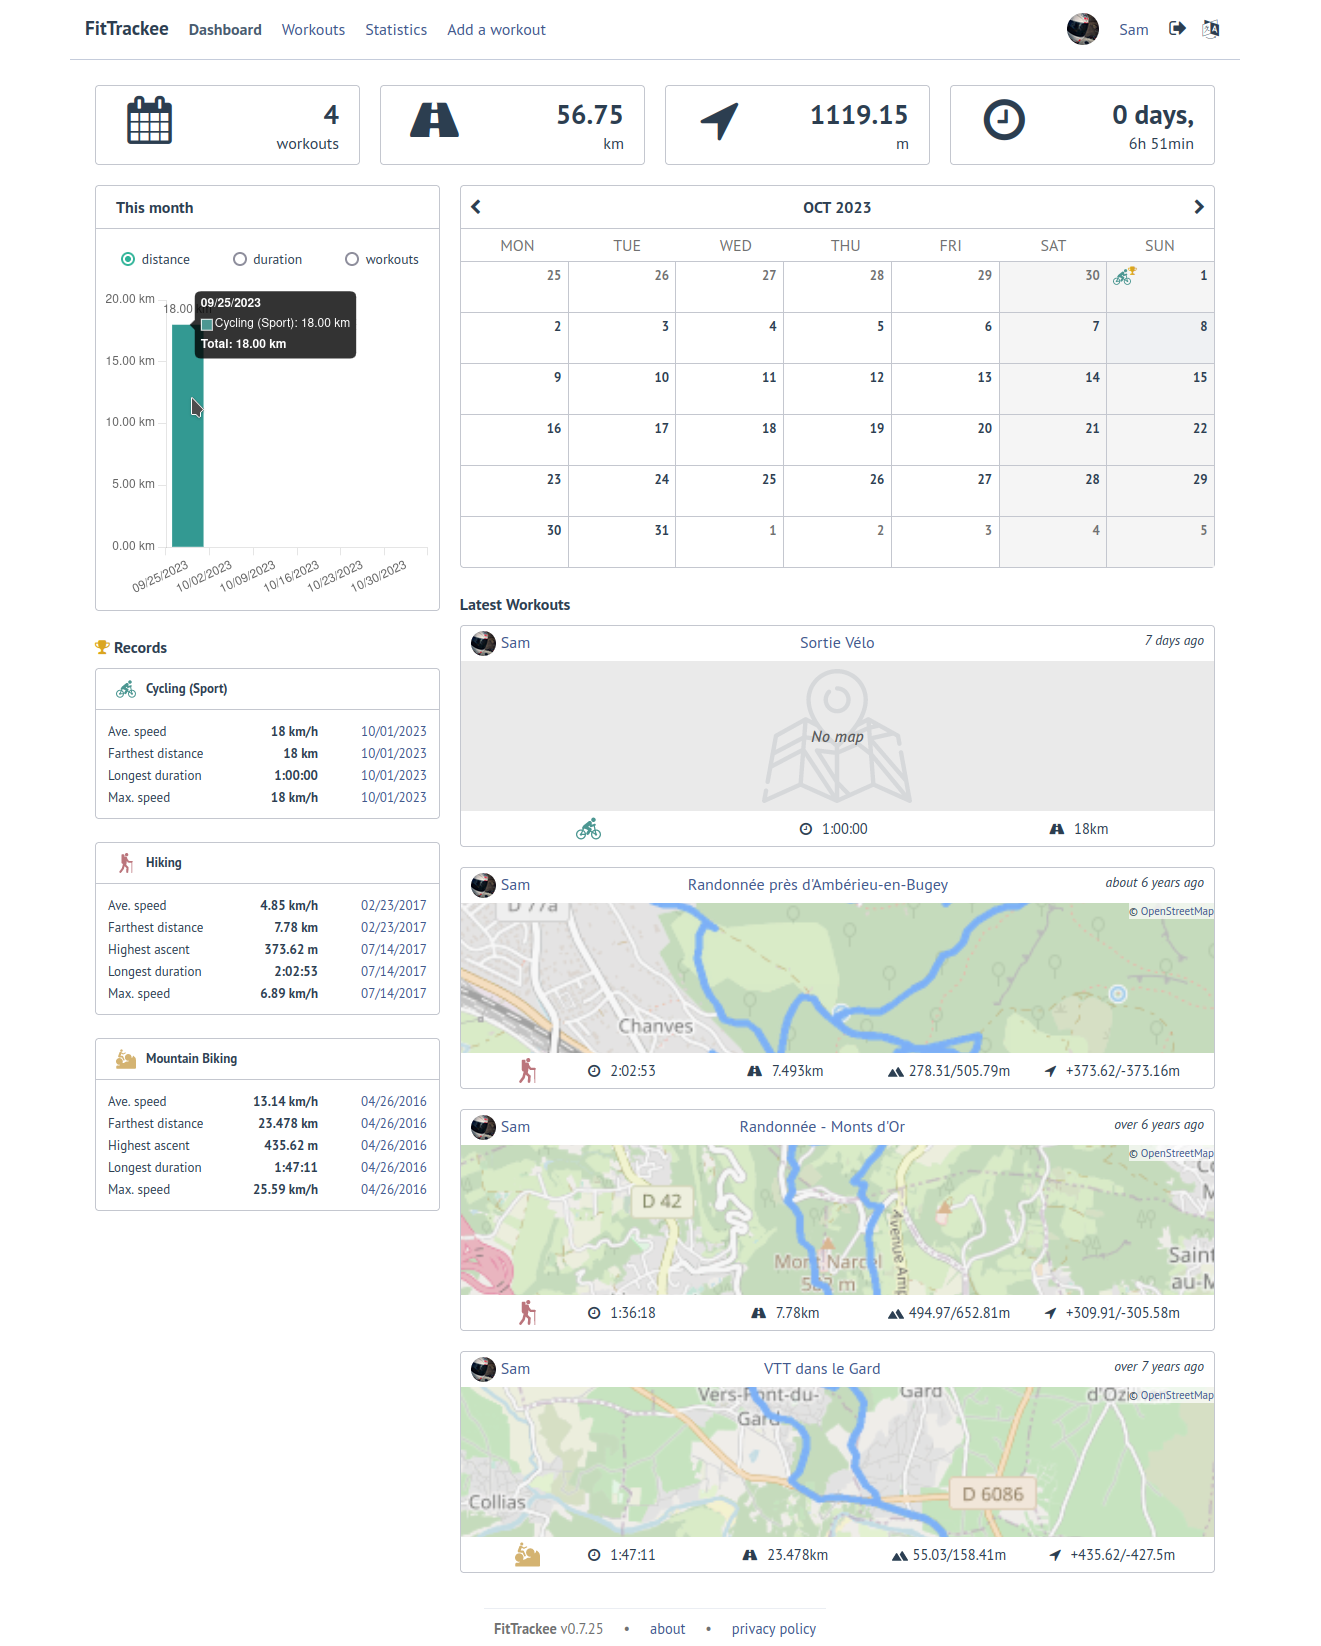 FitTrackee Dashboard Workouts Statistics Add a workout Sam
4
workouts
56.75
km
1119.15
m
0 days,
6h 51min
This month
distance duration workouts
20.00 km
15.00 km
10.00 km
5.00 km
0.00 km
18.00
09/25/2023
Cycling (Sport): 18.00 km
Total: 18.00 km
09/25/2023 10/02/2023 10/09/2023 10/16/2023 10/23/2023 10/30/2023
Records
Cycling (Sport)
Ave. speed 18 km/h 10/01/2023
Farthest distance 18 km 10/01/2023
Longest duration 1:00:00 10/01/2023
Max. speed 18 km/h 10/01/2023
Hiking
Ave. speed 4.85 km/h 02/23/2017
Farthest distance 7.78 km 02/23/2017
Highest ascent 373.62 m 07/14/2017
Longest duration 2:02:53 07/14/2017
Max. speed 6.89 km/h 07/14/2017
Mountain Biking
Ave. speed 13.14 km/h 04/26/2016
Farthest distance 23.478 km 04/26/2016
Highest ascent 435.62 m 04/26/2016
Longest duration 1:47:11 04/26/2016
Max. speed 25.59 km/h 04/26/2016
OCT 2023
MON TUE WED THU FRI SAT SUN
25 26 27 28 29 30 1
2 3 4 5 6 7 8
9 10 11 12 13 14 15
16 17 18 19 20 21 22
23 24 25 26 27 28 29
30 31 1 2 3 4 5
Latest Workouts
Sam Sortie Vélo 7 days ago
No map
1:00:00 18km
Sam Randonnée près d'Ambérieu-en-Bugey about 6 years ago
D 77a
© OpenStreetMap
Chanves
2:02:53 7.493km 278.31/505.79m +373.62/-373.16m
Sam Randonnée - Monts d'Or over 6 years ago
© OpenStreetMap
D 42
Avenue Amp
Mont Narcel
Saint
au-M
1:36:18 7.78km 494.97/652.81m +309.91/-305.58m
Sam VTT dans le Gard over 7 years ago
Vers-Pont-du-
Gard
Gard
d'Ozi
© OpenStreetMap
D 6086
Collias
1:47:11 23.478km 55.03/158.41m +435.62/-427.5m
FitTrackee v0.7.25 • about • privacy policy